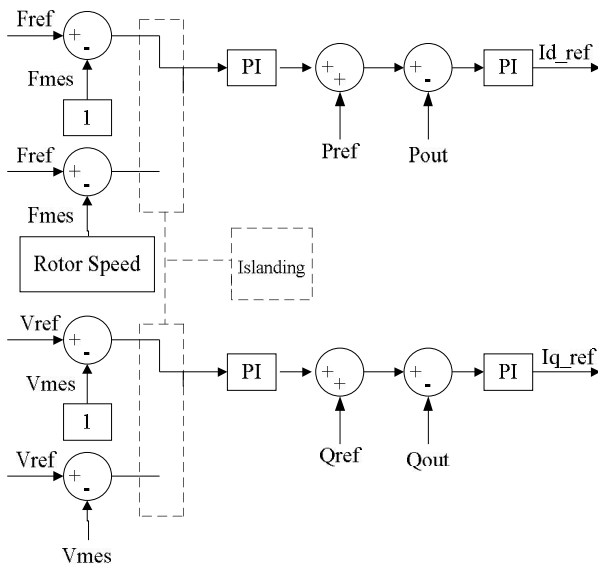 Fref
+
-
Fmes
1
PI
+
+
Pref
+
-
Pout
PI
Id_ref
Fref
+
-
Fmes
Rotor Speed
Islanding
Vref
+
-
Vmes
1
PI
+
+
Qref
+
-
Qout
PI
Iq_ref
Vref
+
-
Vmes